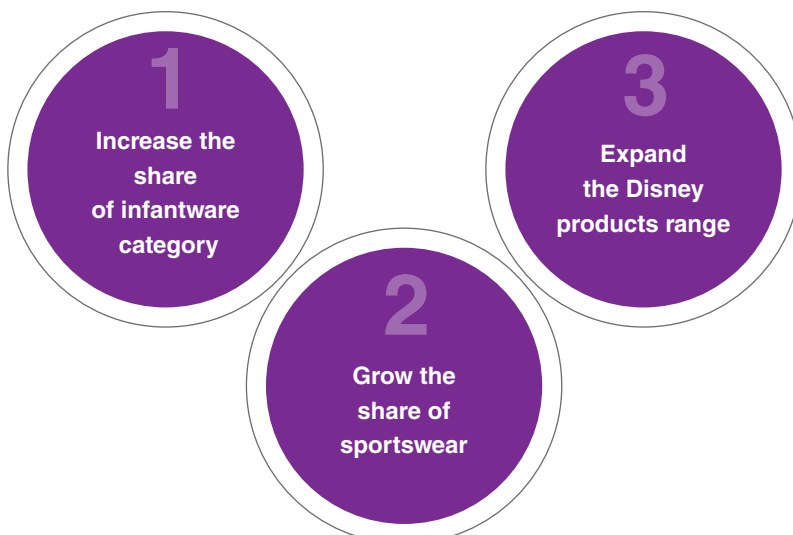 1
Increase the
share
of infantware
category
2
Grow the
share of
sportswear
3
Expand
the Disney
products range